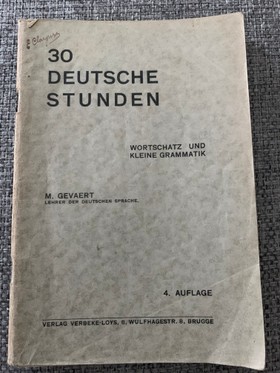 30
DEUTSCHE
STUNDEN
WORTSCHATZ UND
KLEINE GRAMMATIK
M. GEVAERT
LEHRER DER DEUTSCHEN SPRACHE.
4. AUFLAGE
VERLAG VERBEKE-LOYS, 6, WULFHAGESTR. 8, BRUGGE